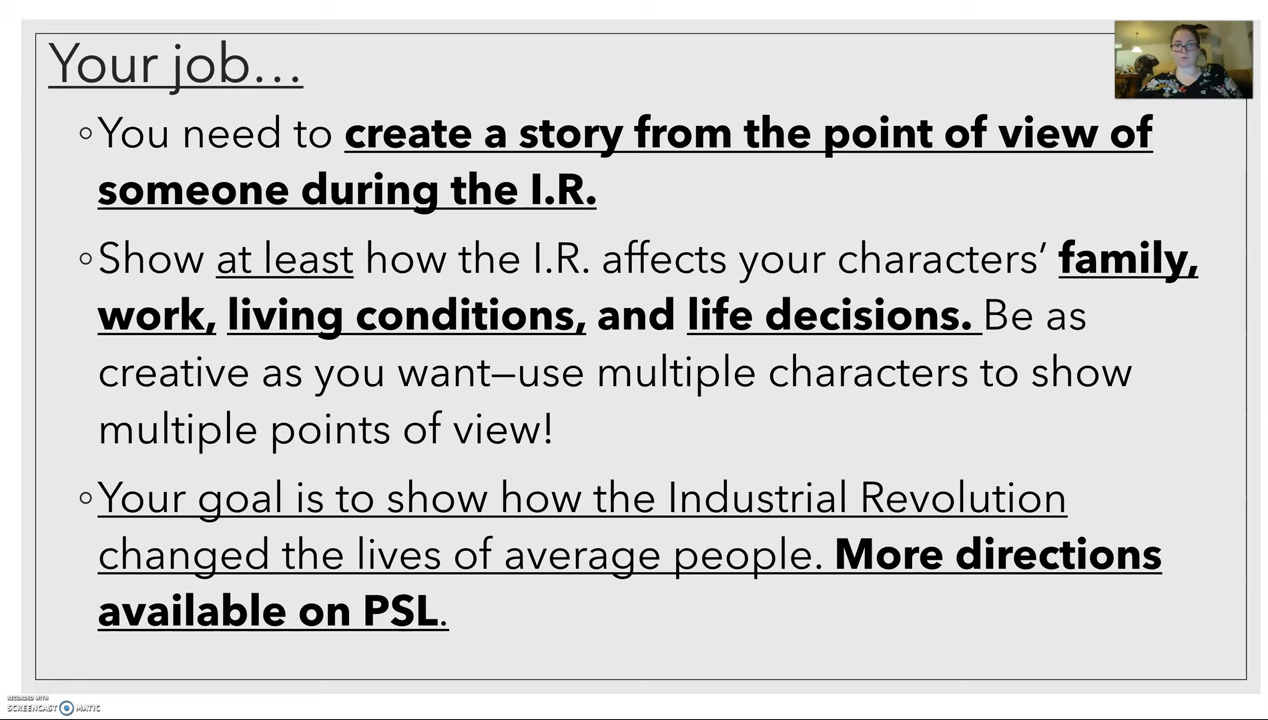 Your job...
◦You need to create a story from the point of view of
someone during the I.R.
◦Show at least how the I.R. affects your characters’ family,
work, living conditions, and life decisions. Be as
creative as you want—use multiple characters to show
multiple points of view!
◦Your goal is to show how the Industrial Revolution
changed the lives of average people. More directions
available on PSL.
RECORDED WITH
SCREENCAST MATIC